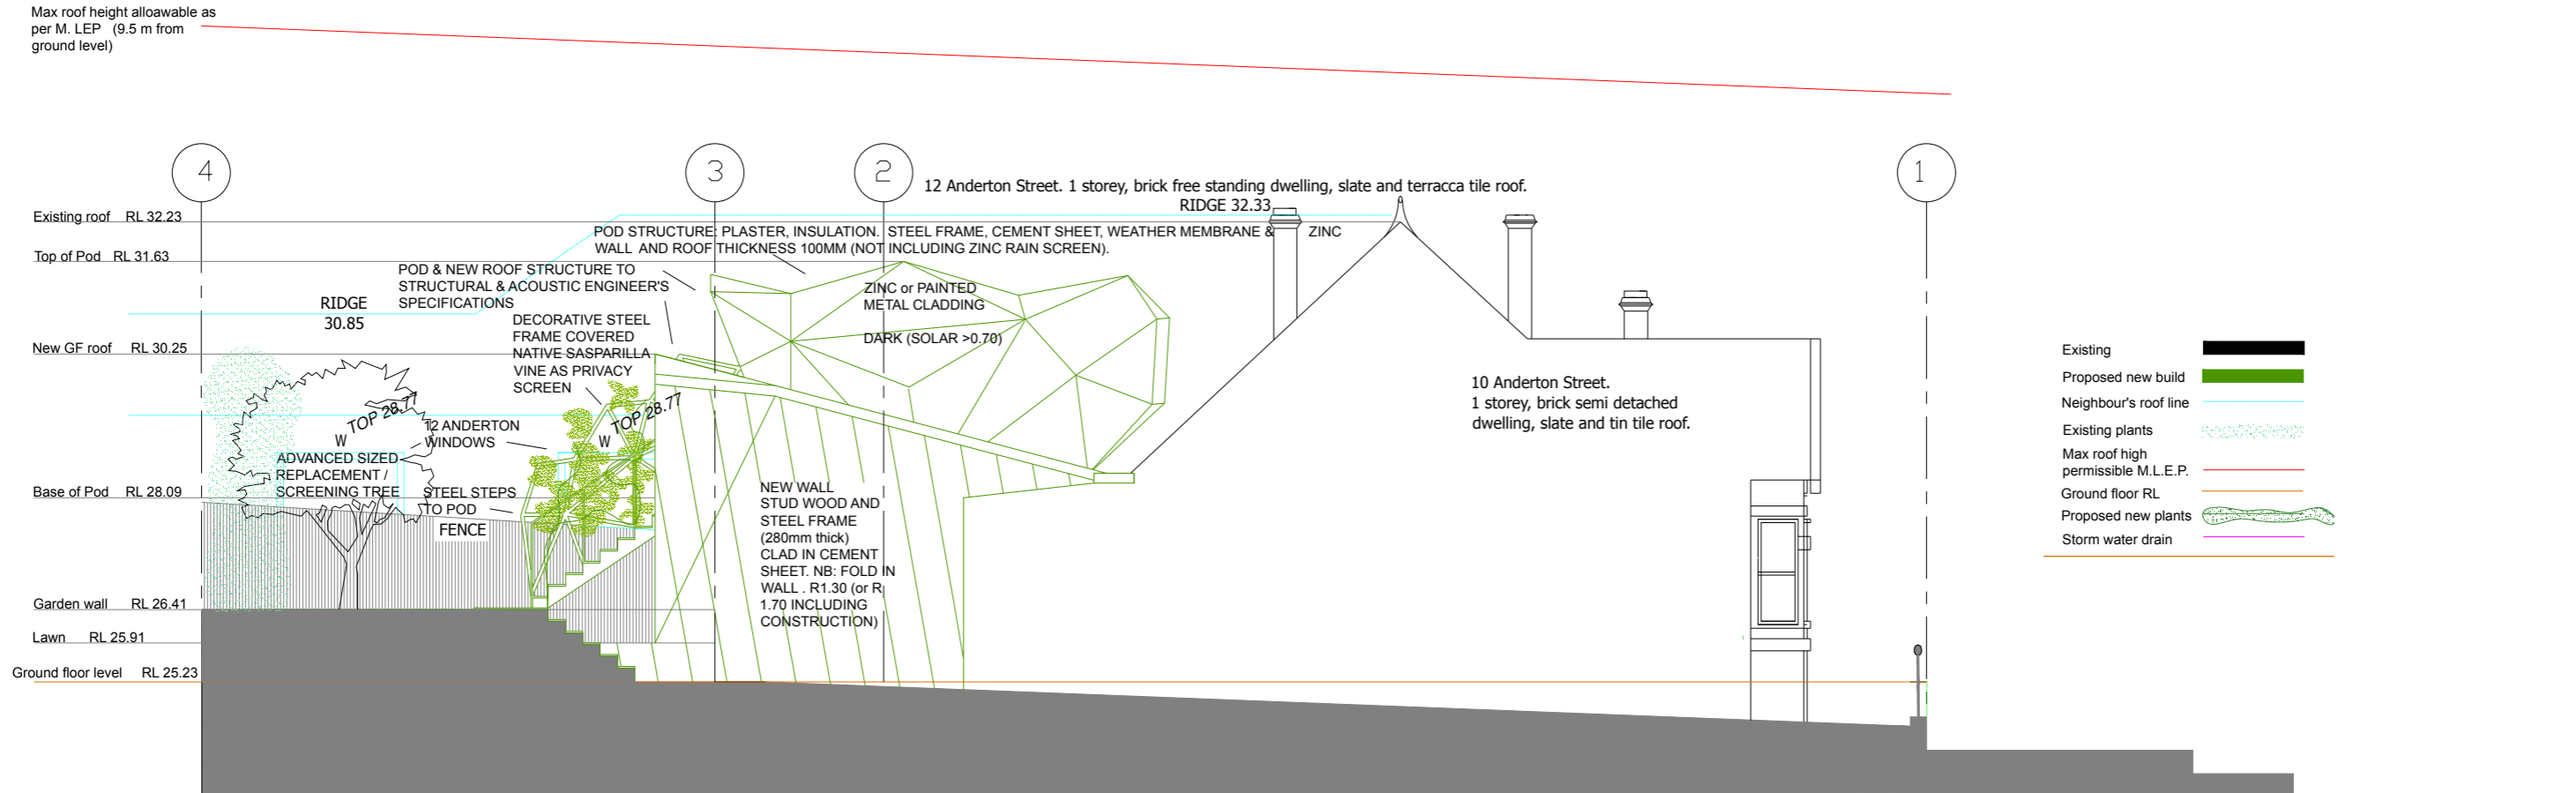 Max roof height alloawable as
per M. LEP (9.5 m from
ground level)
4
3
2
1
12 Anderton Street. 1 storey, brick free standing dwelling, slate and terracca tile roof.
RIDGE 32.33
Existing roof RL 32.23
POD STRUCTURE: PLASTER, INSULATION. STEEL FRAME, CEMENT SHEET, WEATHER MEMBRANE & ZINC
WALL AND ROOF THICKNESS 100MM (NOT INCLUDING ZINC RAIN SCREEN).
Top of Pod RL 31.63
POD & NEW ROOF STRUCTURE TO
STRUCTURAL & ACOUSTIC ENGINEER'S
SPECIFICATIONS
RIDGE
30.85
ZINC or PAINTED
METAL CLADDING
DARK (SOLAR >0.70)
DECORATIVE STEEL
FRAME COVERED
NATIVE SASPARILLA
VINE AS PRIVACY
SCREEN
New GF roof RL 30.25
TOP 28.77
W
TOP 28.77
W
12 ANDERTON
WINDOWS
ADVANCED SIZED
REPLACEMENT /
SCREENING TREE
STEEL STEPS
TO POD
FENCE
Base of Pod RL 28.09
NEW WALL
STUD WOOD AND
STEEL FRAME
(280mm thick)
CLAD IN CEMENT
SHEET. NB: FOLD IN
WALL . R1.30 (or R
1.70 INCLUDING
CONSTRUCTION)
10 Anderton Street.
1 storey, brick semi detached
dwelling, slate and tin tile roof.
Garden wall RL 26.41
Lawn RL 25.91
Ground floor level RL 25.23
Existing
Proposed new build
Neighbour's roof line
Existing plants
Max roof high
permissible M.L.E.P.
Ground floor RL
Proposed new plants
Storm water drain